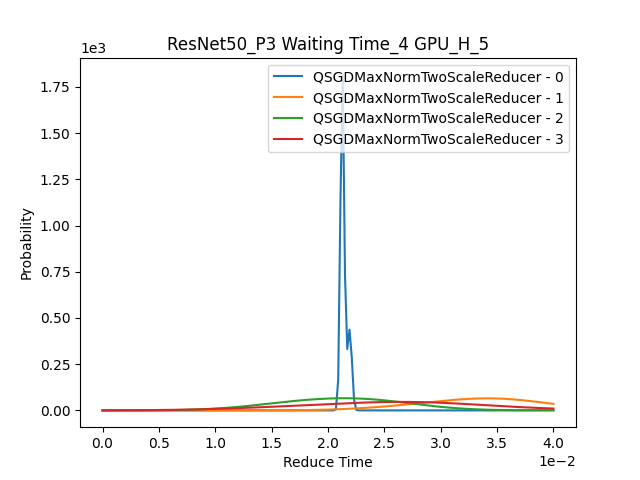 ResNet50_P3 Waiting Time_4 GPU_H_5
1e3
QSGDMaxNormTwoScaleReducer - 0
QSGDMaxNormTwoScaleReducer - 1
QSGDMaxNormTwoScaleReducer - 2
QSGDMaxNormTwoScaleReducer - 3
1.75
1.50
1.25
1.00
0.75
0.50
0.25
0.00
Probability
0.0 0.5 1.0 1.5 2.0 2.5 3.0 3.5 4.0
Reduce Time
1e−2